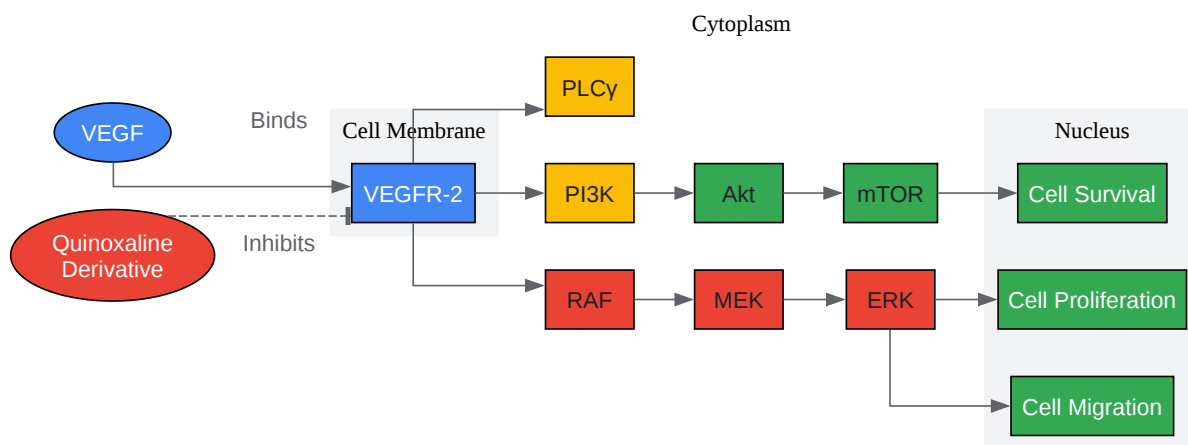 Cytoplasm
PLCγ
VEGF
Binds
Cell Membrane
Nucleus
VEGFR-2
PI3K
Akt
mTOR
Cell Survival
Quinoxaline
Derivative
Inhibits
RAF
MEK
ERK
Cell Proliferation
Cell Migration